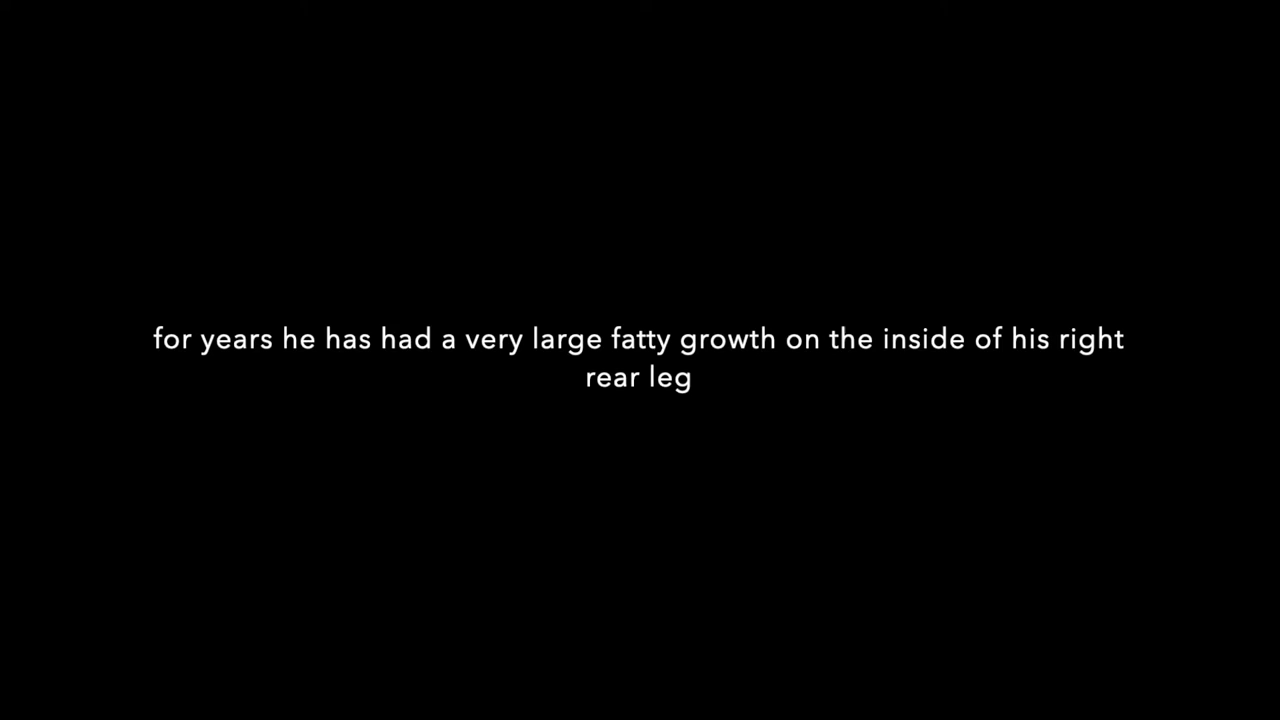 for years he has had a very large fatty growth on the inside of his right
rear leg